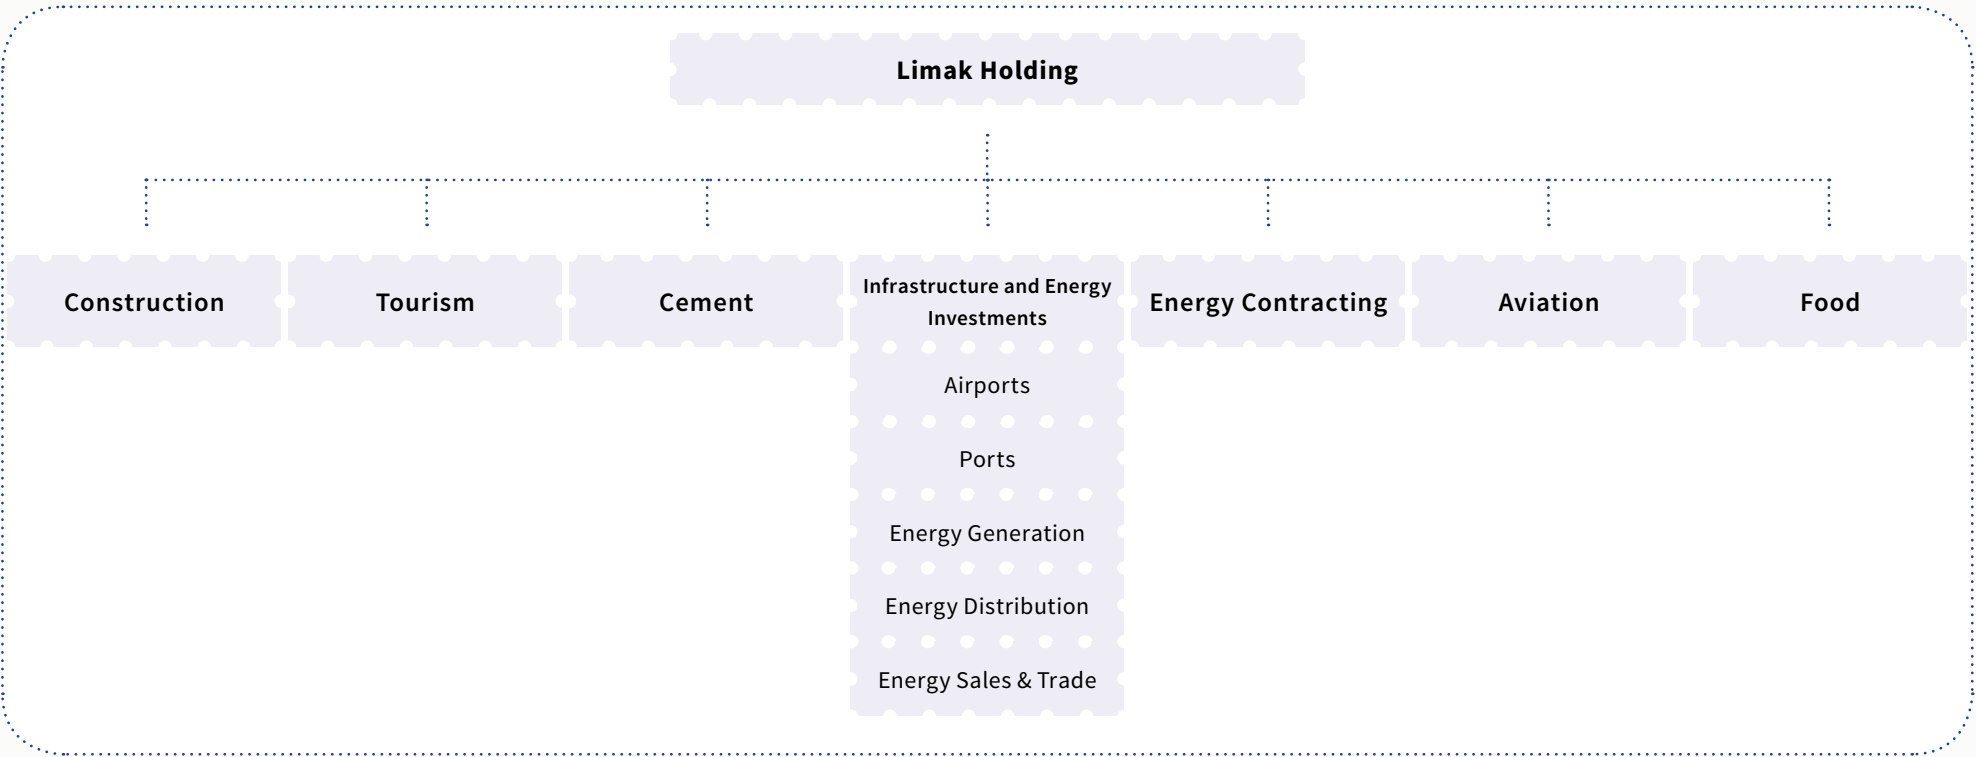 Limak Holding
Construction
Tourism
Cement
Infrastructure and Energy
Investments
Energy Contracting
Aviation
Food
Airports
Ports
Energy Generation
Energy Distribution
Energy Sales & Trade